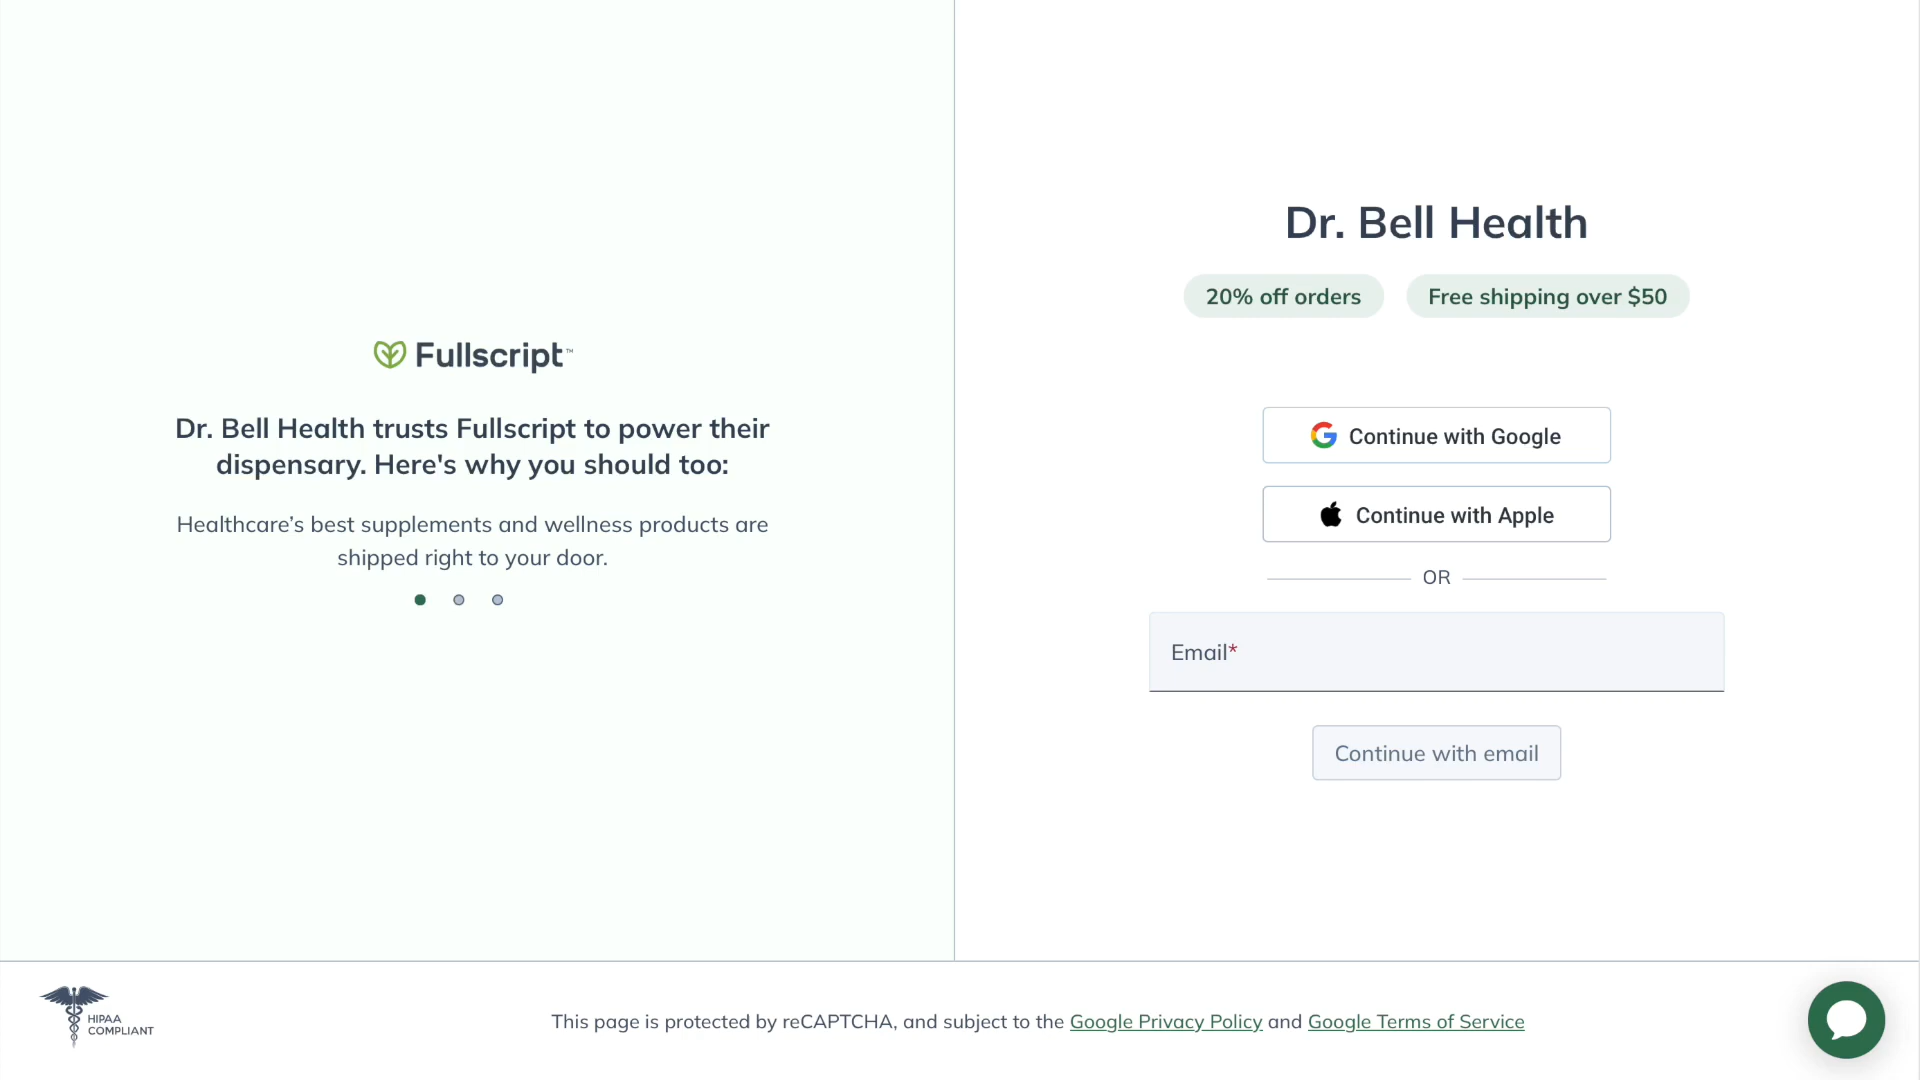 Fullscript™
Dr. Bell Health trusts Fullscript to power their
dispensary. Here's why you should too:
Healthcare’s best supplements and wellness products are
shipped right to your door.
Dr. Bell Health
20% off orders
Free shipping over $50
Continue with Google
Continue with Apple
OR
Email*
Continue with email
HIPAA
COMPLIANT
This page is protected by reCAPTCHA, and subject to the Google Privacy Policy and Google Terms of Service